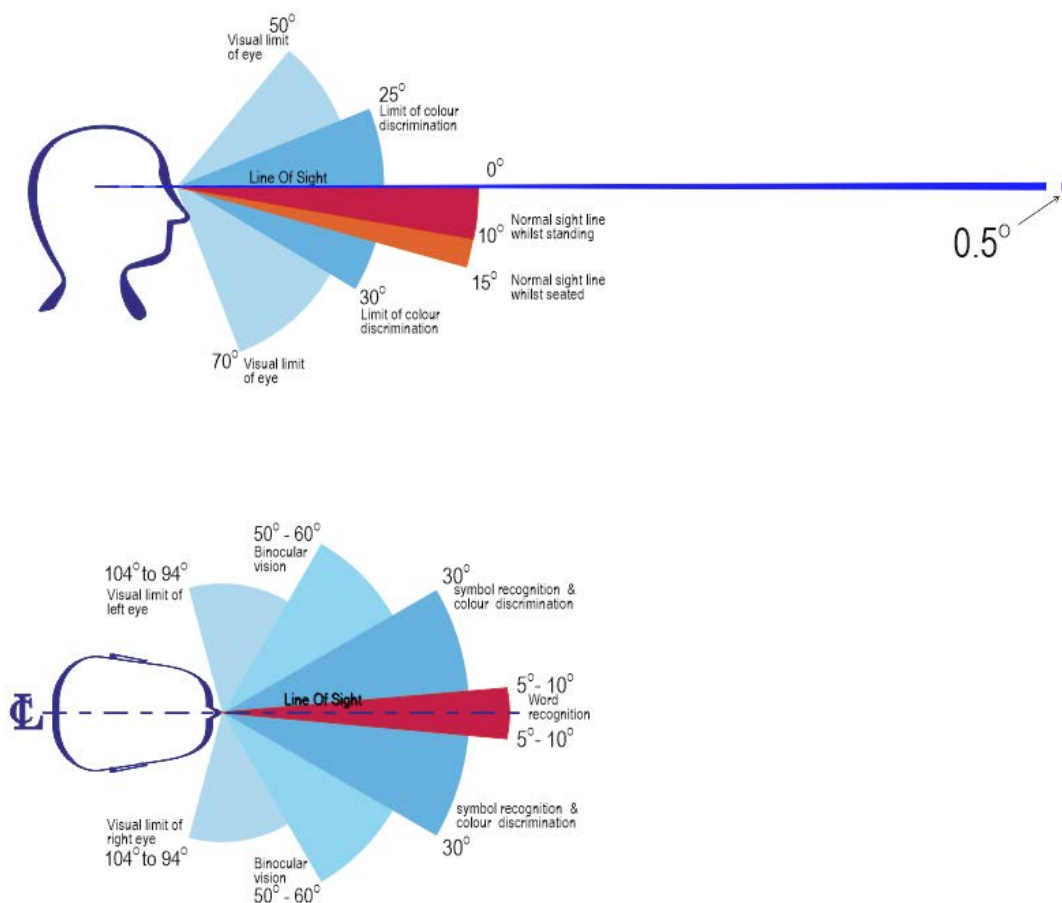 50°
Visual limit
of eye
25°
Limit of colour
discrimination
Line Of Sight
0°
Normal sight line
10° whilst standing
0.5°
15° Normal sight line
whilst seated
30°
Limit of colour
discrimination
70° Visual limit
of eye
50° - 60°
Binocular
vision
104° to 94°
Visual limit of
left eye
30°
symbol recognition &
colour discrimination
Line Of Sight
5° - 10°
Word
recognition
5° - 10°
CL
symbol recognition &
colour discrimination
30°
Visual limit of
right eye
104° to 94°
Binocular
vision
50° - 60°